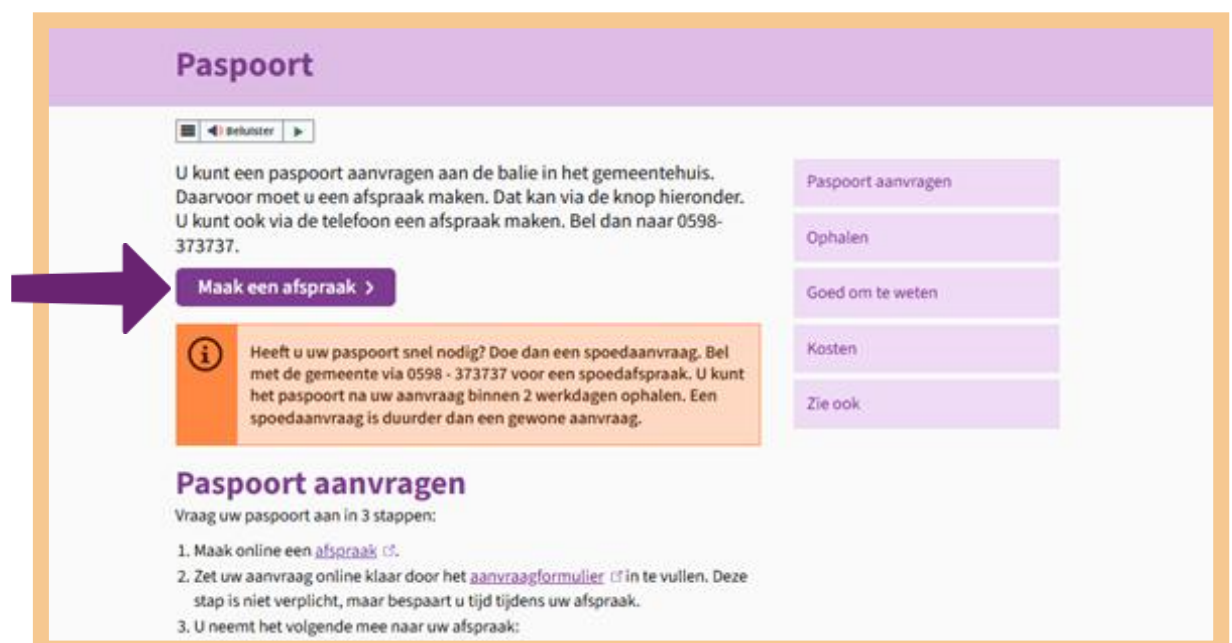 Paspoort
Beluister
U kunt een paspoort aanvragen aan de balie in het gemeentehuis.
Daarvoor moet u een afspraak maken. Dat kan via de knop hieronder.
U kunt ook via de telefoon een afspraak maken. Bel dan naar 0598-
373737.
Maak een afspraak
Heeft u uw paspoort snel nodig? Doe dan een spoedaanvraag. Bel
met de gemeente via 0598 - 373737 voor een spoedafspraak. U kunt
het paspoort na uw aanvraag binnen 2 werkdagen ophalen. Een
spoedaanvraag is duurder dan een gewone aanvraag.
Paspoort aanvragen
Vraag uw paspoort aan in 3 stappen:
1. Maak online een afspraak.
2. Zet uw aanvraag online klaar door het aanvraagformulier in te vullen. Deze
stap is niet verplicht, maar bespaart u tijd tijdens uw afspraak.
3. U neemt het volgende mee naar uw afspraak:
Paspoort aanvragen
Ophalen
Goed om te weten
Kosten
Zie ook